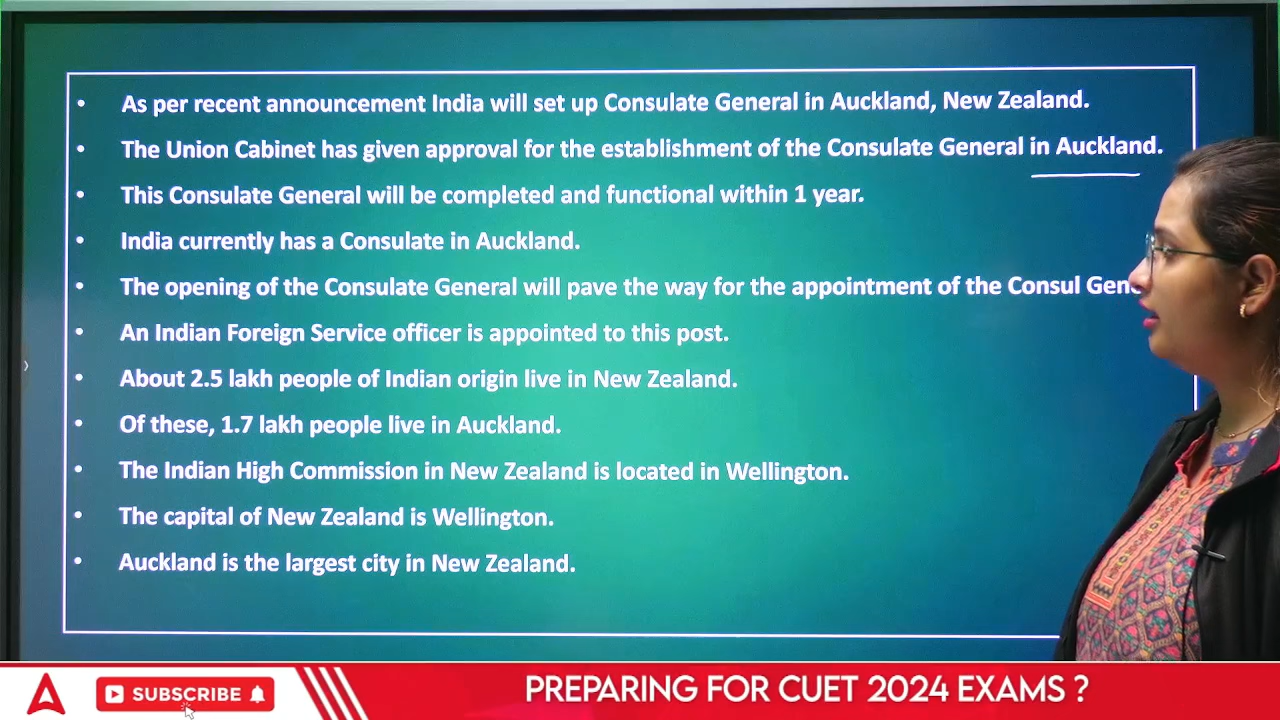 • As per recent announcement India will set up Consulate General in Auckland, New Zealand.
• The Union Cabinet has given approval for the establishment of the Consulate General in Auckland.
• This Consulate General will be completed and functional within 1 year.
• India currently has a Consulate in Auckland.
• The opening of the Consulate General will pave the way for the appointment of the Consul Gen
• An Indian Foreign Service officer is appointed to this post.
• About 2.5 lakh people of Indian origin live in New Zealand.
• Of these, 1.7 lakh people live in Auckland.
• The Indian High Commission in New Zealand is located in Wellington.
• The capital of New Zealand is Wellington.
• Auckland is the largest city in New Zealand.
SUBSCRIBE
PREPARING FOR CUET 2024 EXAMS ?